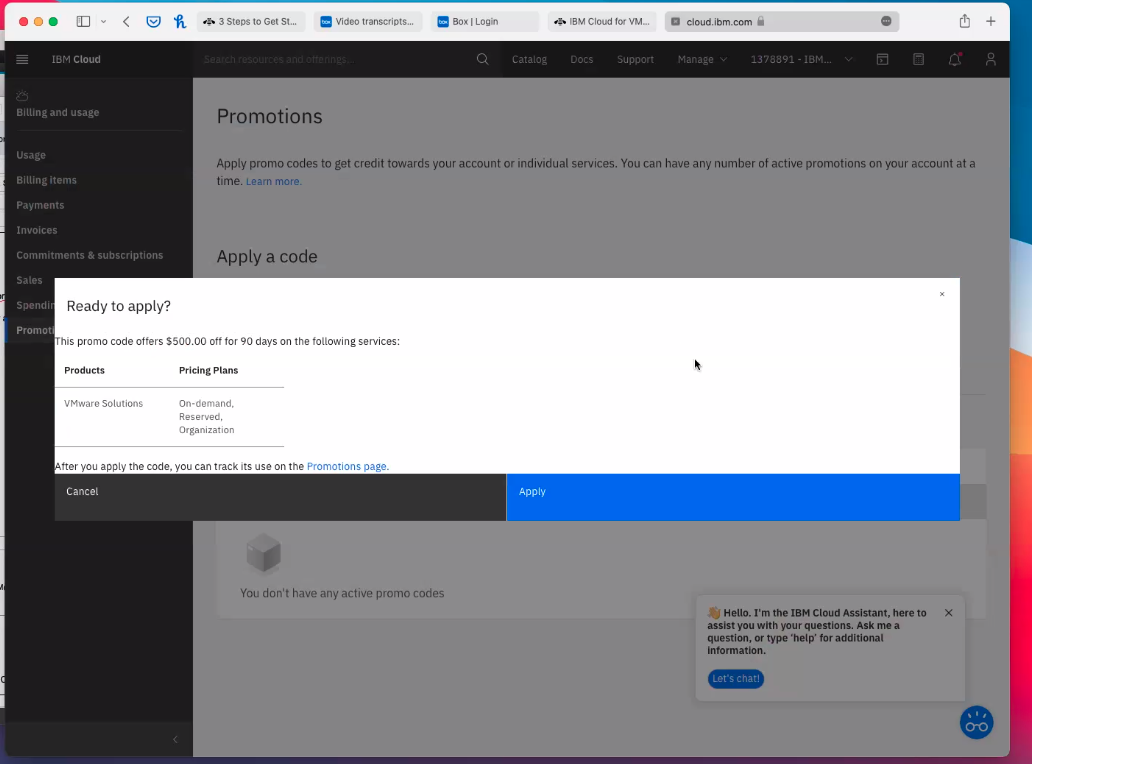 3 Steps to Get St...
Video transcripts...
Box | Login
IBM Cloud for VM...
cloud.ibm.com
IBM Cloud
Search resources and offerings...
Catalog
Docs
Support
Manage
1378891 - IBM...
Billing and usage
Usage
Billing items
Payments
Invoices
Commitments & subscriptions
Sales
Promotions
Apply promo codes to get credit towards your account or individual services. You can have any number of active promotions on your account at a
time. Learn more.
Apply a code
Ready to apply?
This promo code offers $500.00 off for 90 days on the following services:
Products Pricing Plans
VMware Solutions On-demand,
Reserved,
Organization
After you apply the code, you can track its use on the Promotions page.
Cancel
Apply
You don't have any active promo codes
👋 Hello. I'm the IBM Cloud Assistant, here to
assist you with your questions. Ask me a
question, or type 'help' for additional
information.
Let's chat!